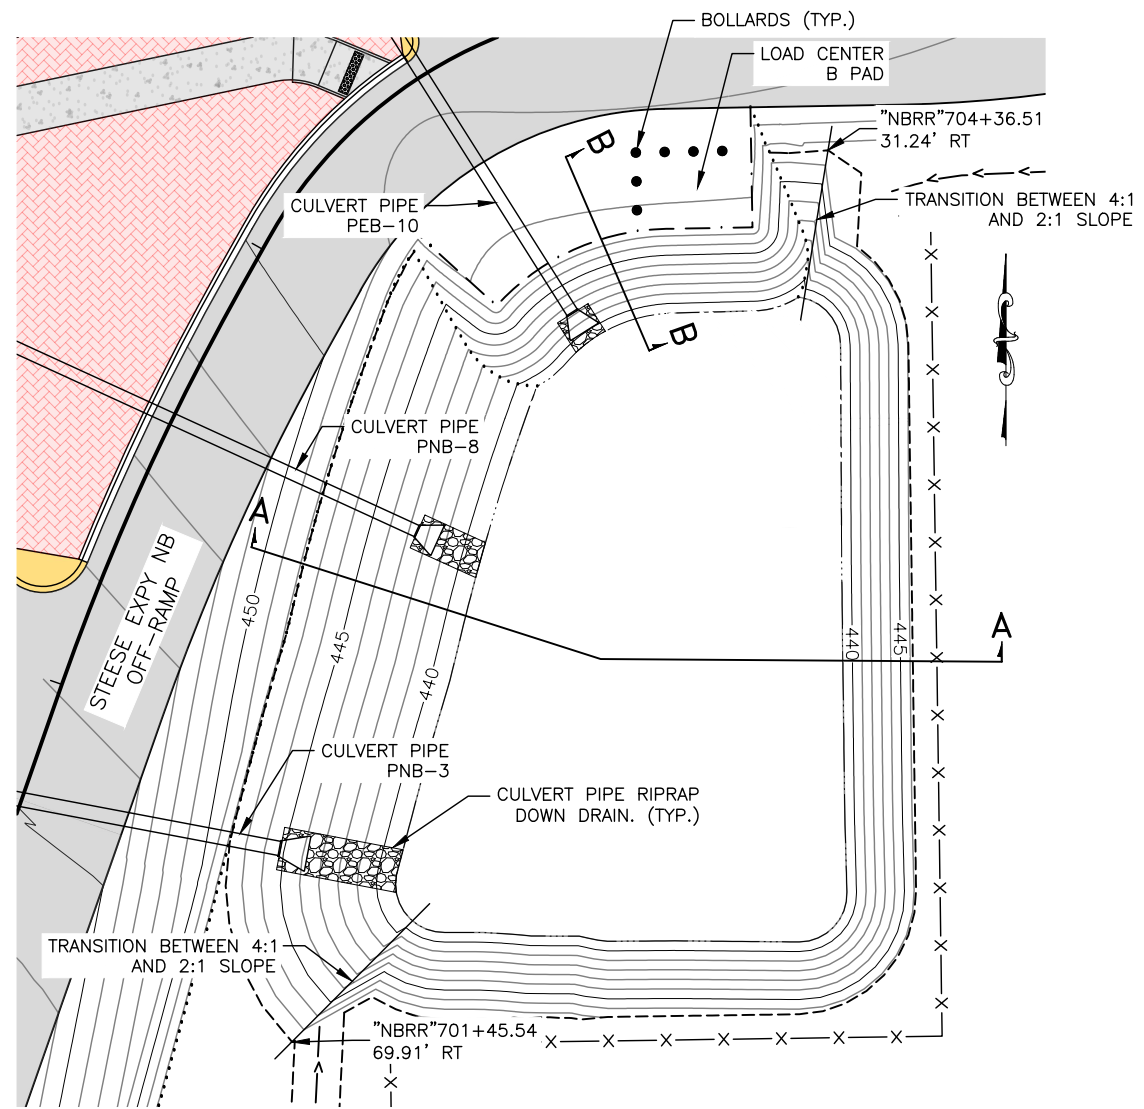 BOLLARDS (TYP.)
LOAD CENTER
B PAD
"NBRR"704+36.51
31.24' RT
B
CULVERT PIPE
PEB-10
TRANSITION BETWEEN 4:1
AND 2:1 SLOPE
B
CULVERT PIPE
PNB-8
A
STEESE EXPY NB
OFF-RAMP
450
445
440
440
445
A
CULVERT PIPE
PNB-3
CULVERT PIPE RIPRAP
DOWN DRAIN. (TYP.)
TRANSITION BETWEEN 4:1
AND 2:1 SLOPE
"NBRR"701+45.54
69.91' RT